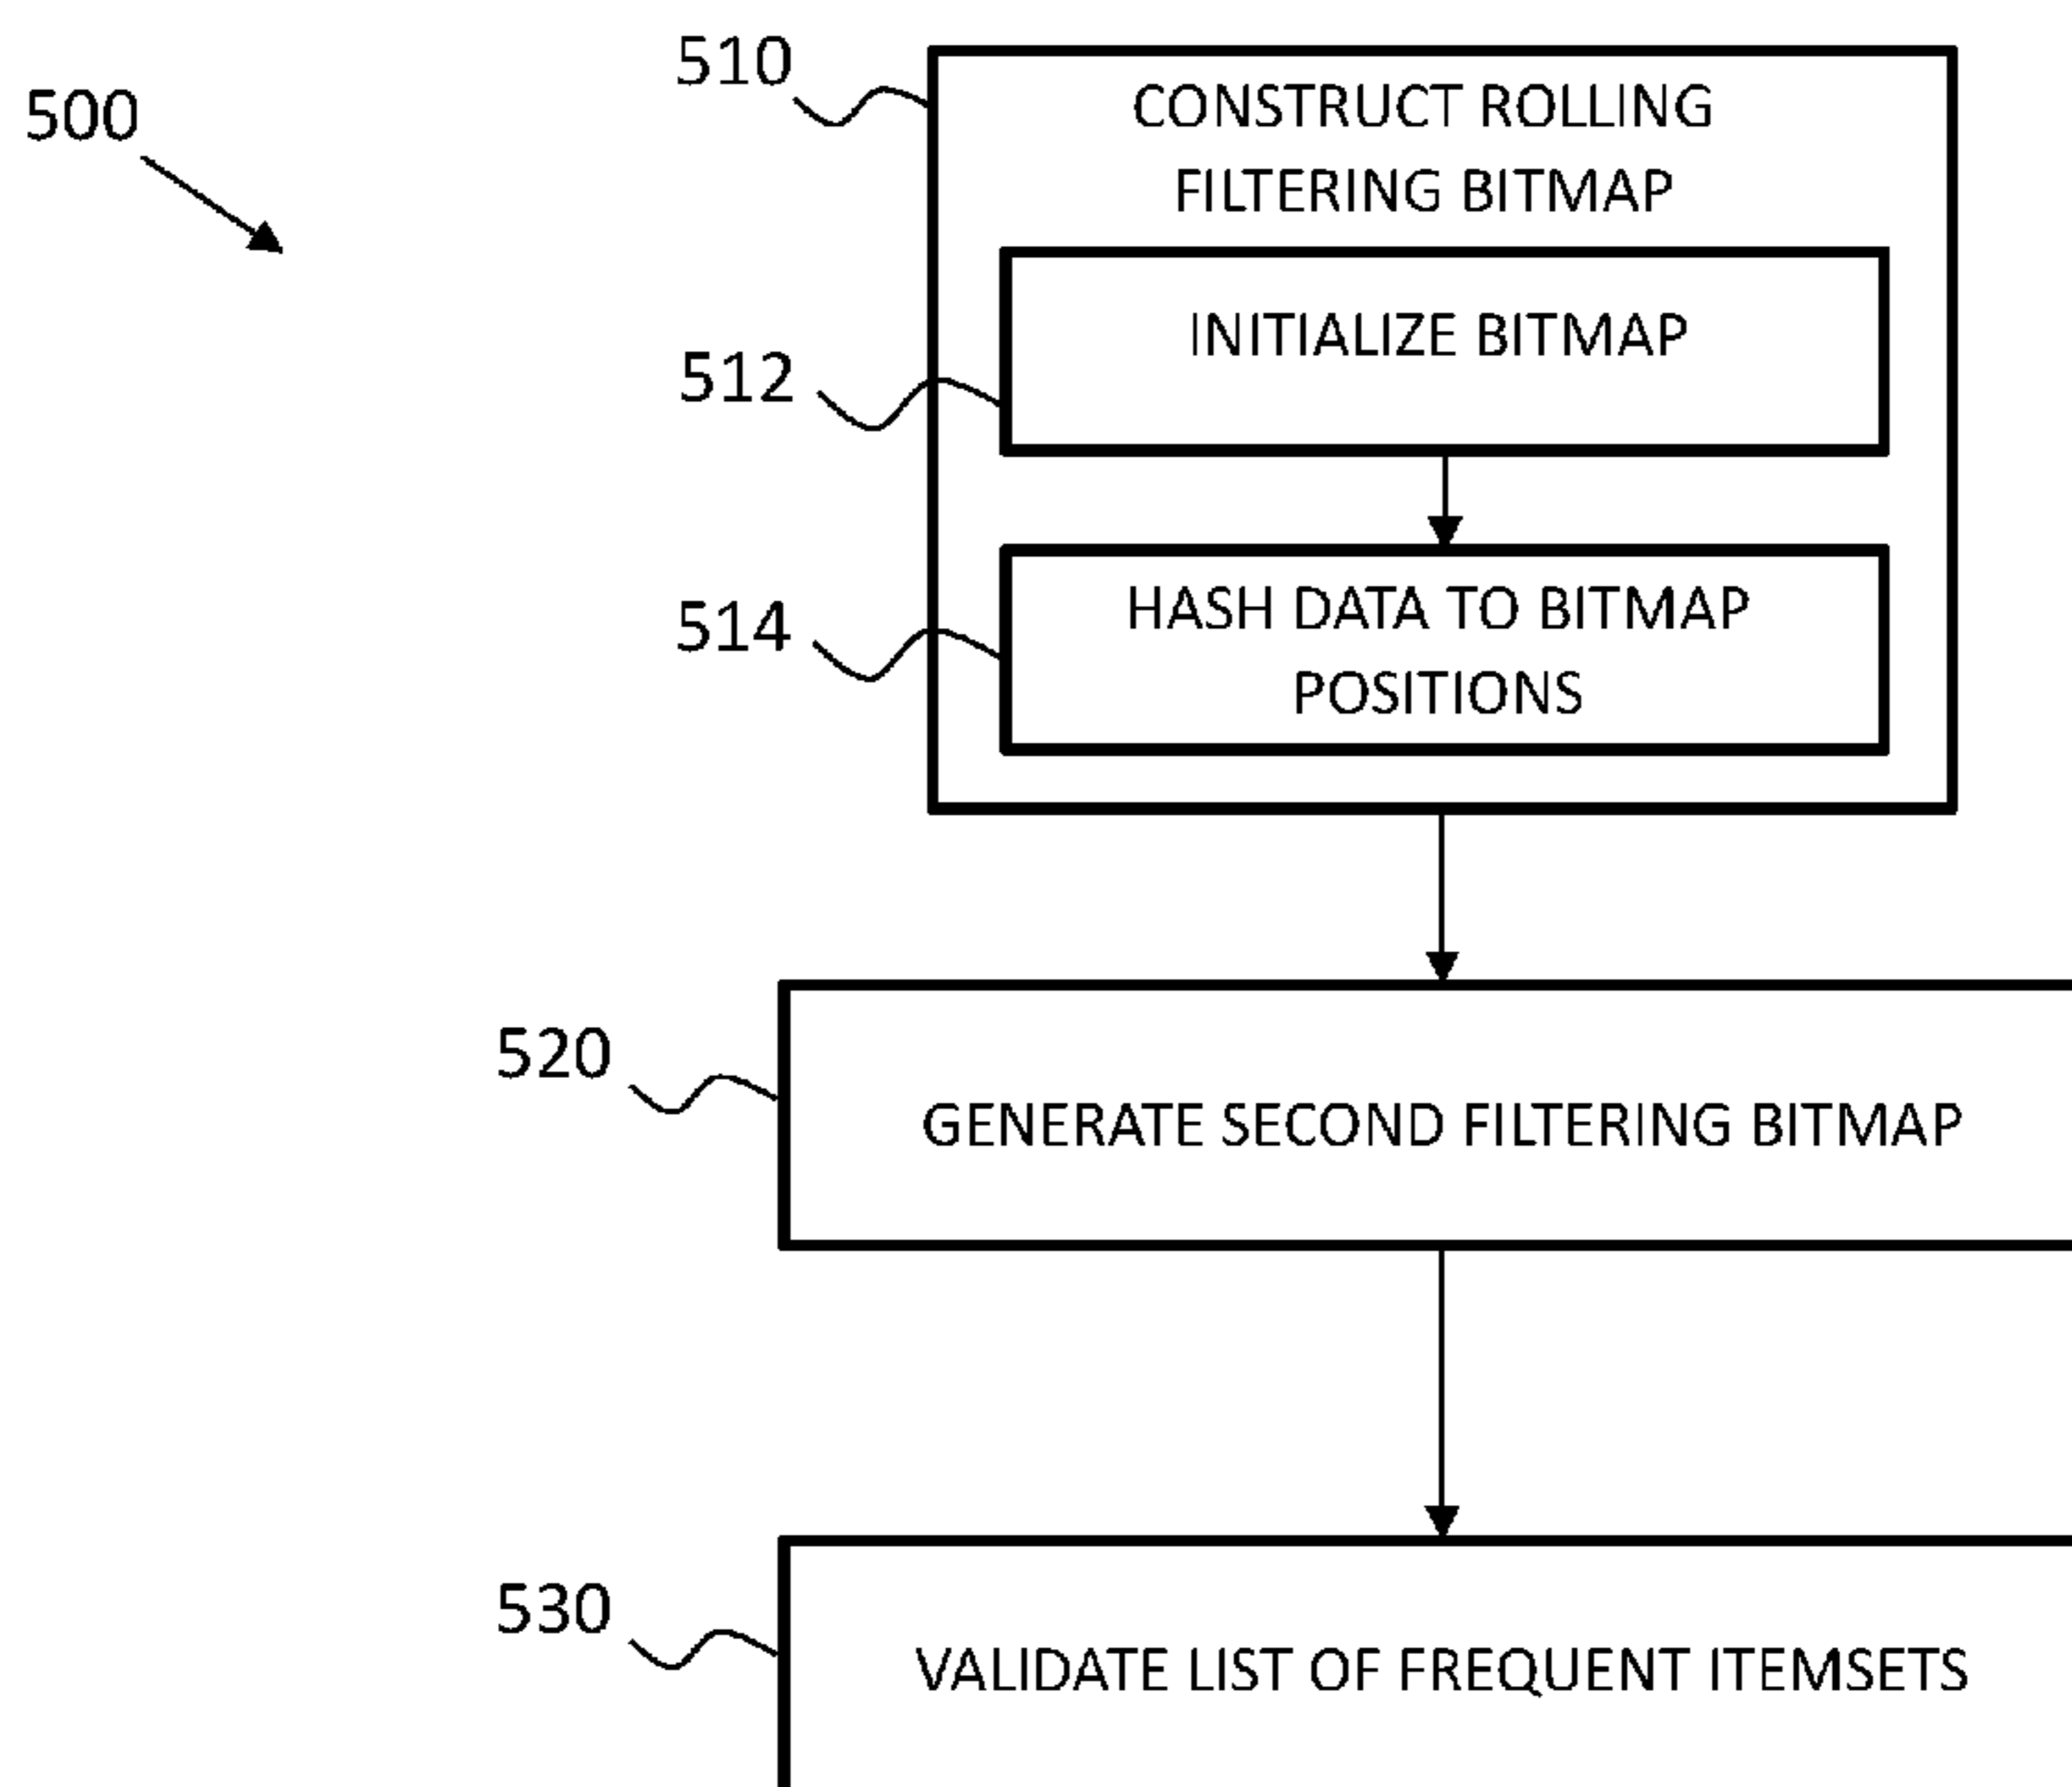 500
510
CONSTRUCT ROLLING
FILTERING BITMAP
512
INITIALIZE BITMAP
514
HASH DATA TO BITMAP
POSITIONS
520
GENERATE SECOND FILTERING BITMAP
530
VALIDATE LIST OF FREQUENT ITEMSETS